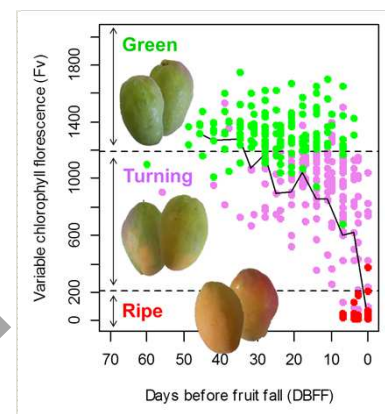 Green
Turning
Ripe
Variable chlorophyll florescence (Fv)
0 200 600 1000 1400 1800
70 60 50 40 30 20 10 0
Days before fruit fall (DBFF)